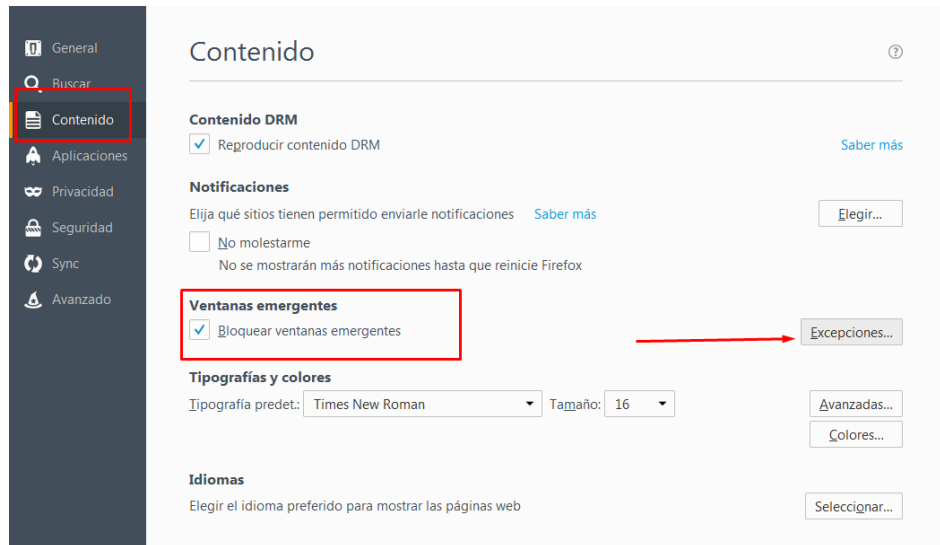 General
Buscar
Contenido
Aplicaciones
Privacidad
Seguridad
Sync
Avanzado
Contenido
?
Contenido DRM
Reproducir contenido DRM
Saber más
Notificaciones
Elija qué sitios tienen permitido enviarle notificaciones Saber más
Elegir...
No molestarme
No se mostrarán más notificaciones hasta que reinicie Firefox
Ventanas emergentes
Bloquear ventanas emergentes
Excepciones...
Tipografías y colores
Tipografía predet.: Times New Roman Tamaño: 16
Avanzadas...
Colores...
Idiomas
Elegir el idioma preferido para mostrar las páginas web
Seleccionar...